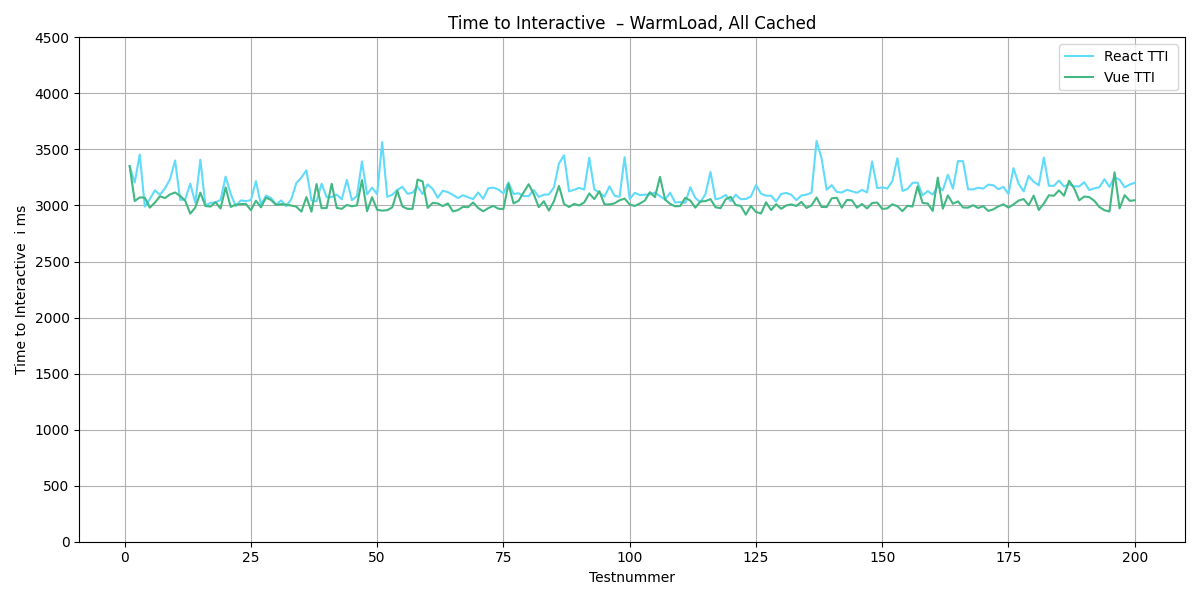 Time to Interactive  – WarmLoad, All Cached
React TTI
Vue TTI
Time to Interactive  i ms
4500
4000
3500
3000
2500
2000
1500
1000
500
0
0 25 50 75 100 125 150 175 200
Testnummer